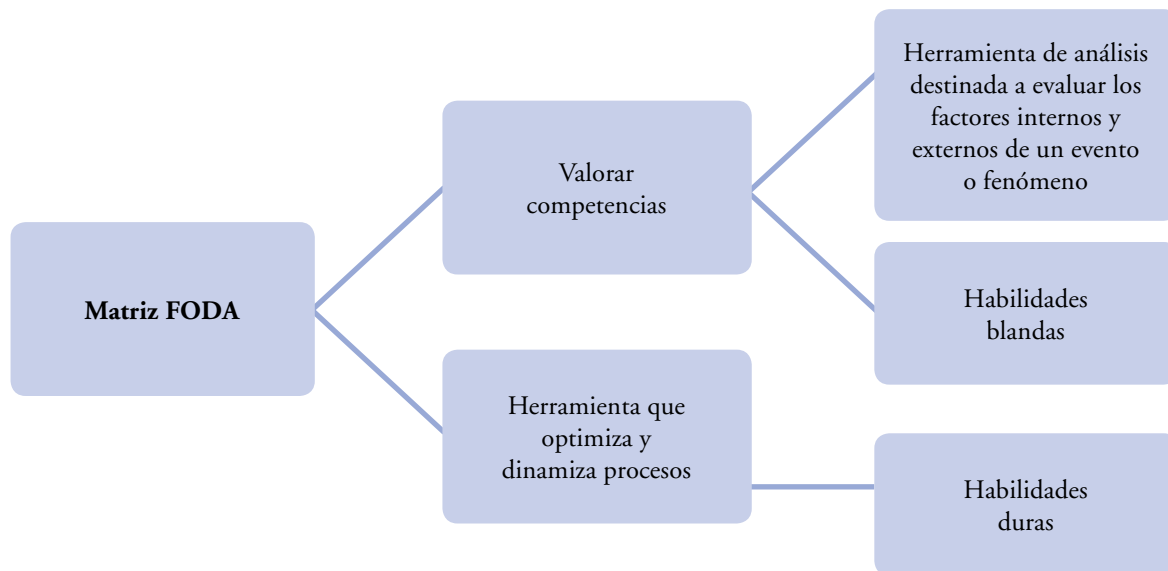 Matriz FODA
Valorar
competencias
Herramienta que
optimiza y
dinamiza procesos
Herramienta de análisis
destinada a evaluar los
factores internos y
externos de un evento
o fenómeno
Habilidades
blandas
Habilidades
duras